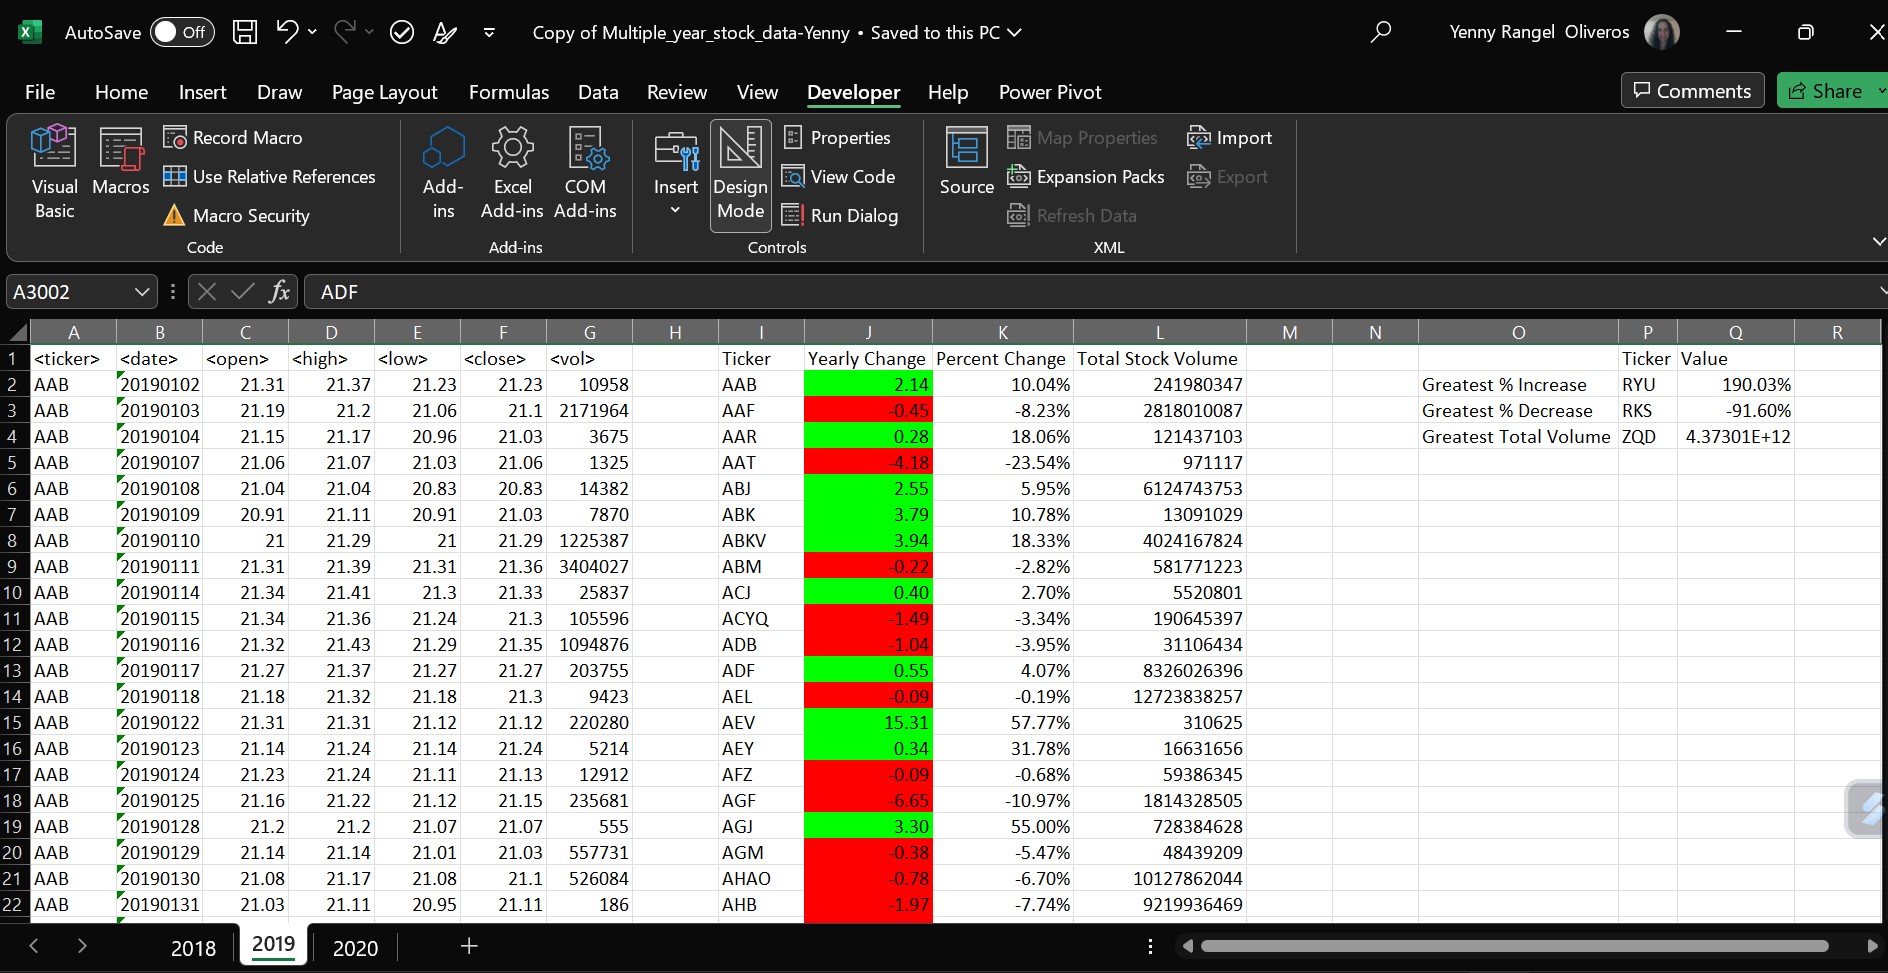 AutoSave Off Copy of Multiple_year_stock_data-Yenny • Saved to this PC Yenny Rangel Oliveros
File Home Insert Draw Page Layout Formulas Data Review View Developer Help Power Pivot Comments Share
Visual Basic
Macros
Record Macro
Use Relative References
Macro Security
Code
Add-ins
Excel Add-ins
COM Add-ins
Add-ins
Insert
Design Mode
Properties
View Code
Run Dialog
Controls
Source
Map Properties
Expansion Packs
Refresh Data
Import
Export
XML
A3002 fx ADF
A B C D E F G H I J K L M N O P Q R
1 <ticker> <date> <open> <high> <low> <close> <vol> Ticker Yearly Change Percent Change Total Stock Volume Ticker Value
2 AAB 20190102 21.31 21.37 21.23 21.23 10958 AAB 2.14 10.04% 241980347 Greatest % Increase RYU 190.03%
3 AAB 20190103 21.19 21.2 21.06 21.1 2171964 AAF -0.45 -8.23% 2818010087 Greatest % Decrease RKS -91.60%
4 AAB 20190104 21.15 21.17 20.96 21.03 3675 AAR 0.28 18.06% 121437103 Greatest Total Volume ZQD 4.37301E+12
5 AAB 20190107 21.06 21.07 21.03 21.06 1325 AAT -4.18 -23.54% 971117
6 AAB 20190108 21.04 21.04 20.83 20.83 14382 ABJ 2.55 5.95% 6124743753
7 AAB 20190109 20.91 21.11 20.91 21.03 7870 ABK 3.79 10.78% 13091029
8 AAB 20190110 21 21.29 21 21.29 1225387 ABKV 3.94 18.33% 4024167824
9 AAB 20190111 21.31 21.39 21.31 21.36 3404027 ABM -0.22 -2.82% 581771223
10 AAB 20190114 21.34 21.41 21.3 21.33 25837 ACJ 0.40 2.70% 5520801
11 AAB 20190115 21.34 21.36 21.24 21.3 105596 ACYQ -1.49 -3.34% 190645397
12 AAB 20190116 21.32 21.43 21.29 21.35 1094876 ADB -1.04 -3.95% 31106434
13 AAB 20190117 21.27 21.37 21.27 21.27 203755 ADF 0.55 4.07% 8326026396
14 AAB 20190118 21.18 21.32 21.18 21.3 9423 AEL -0.09 -0.19% 12723838257
15 AAB 20190122 21.31 21.31 21.12 21.12 220280 AEV 15.31 57.77% 310625
16 AAB 20190123 21.14 21.24 21.14 21.24 5214 AEY 0.34 31.78% 16631656
17 AAB 20190124 21.23 21.24 21.11 21.13 12912 AFZ -0.09 -0.68% 59386345
18 AAB 20190125 21.16 21.22 21.12 21.15 235681 AGF -6.65 -10.97% 1814328505
19 AAB 20190128 21.2 21.2 21.07 21.07 555 AGJ 3.30 55.00% 728384628
20 AAB 20190129 21.14 21.14 21.01 21.03 557731 AGM -0.38 -5.47% 48439209
21 AAB 20190130 21.08 21.17 21.08 21.1 526084 AHAO -0.78 -6.70% 10127862044
22 AAB 20190131 21.03 21.11 20.95 21.11 186 AHB -1.97 -7.74% 9219936469
2018 2019 2020